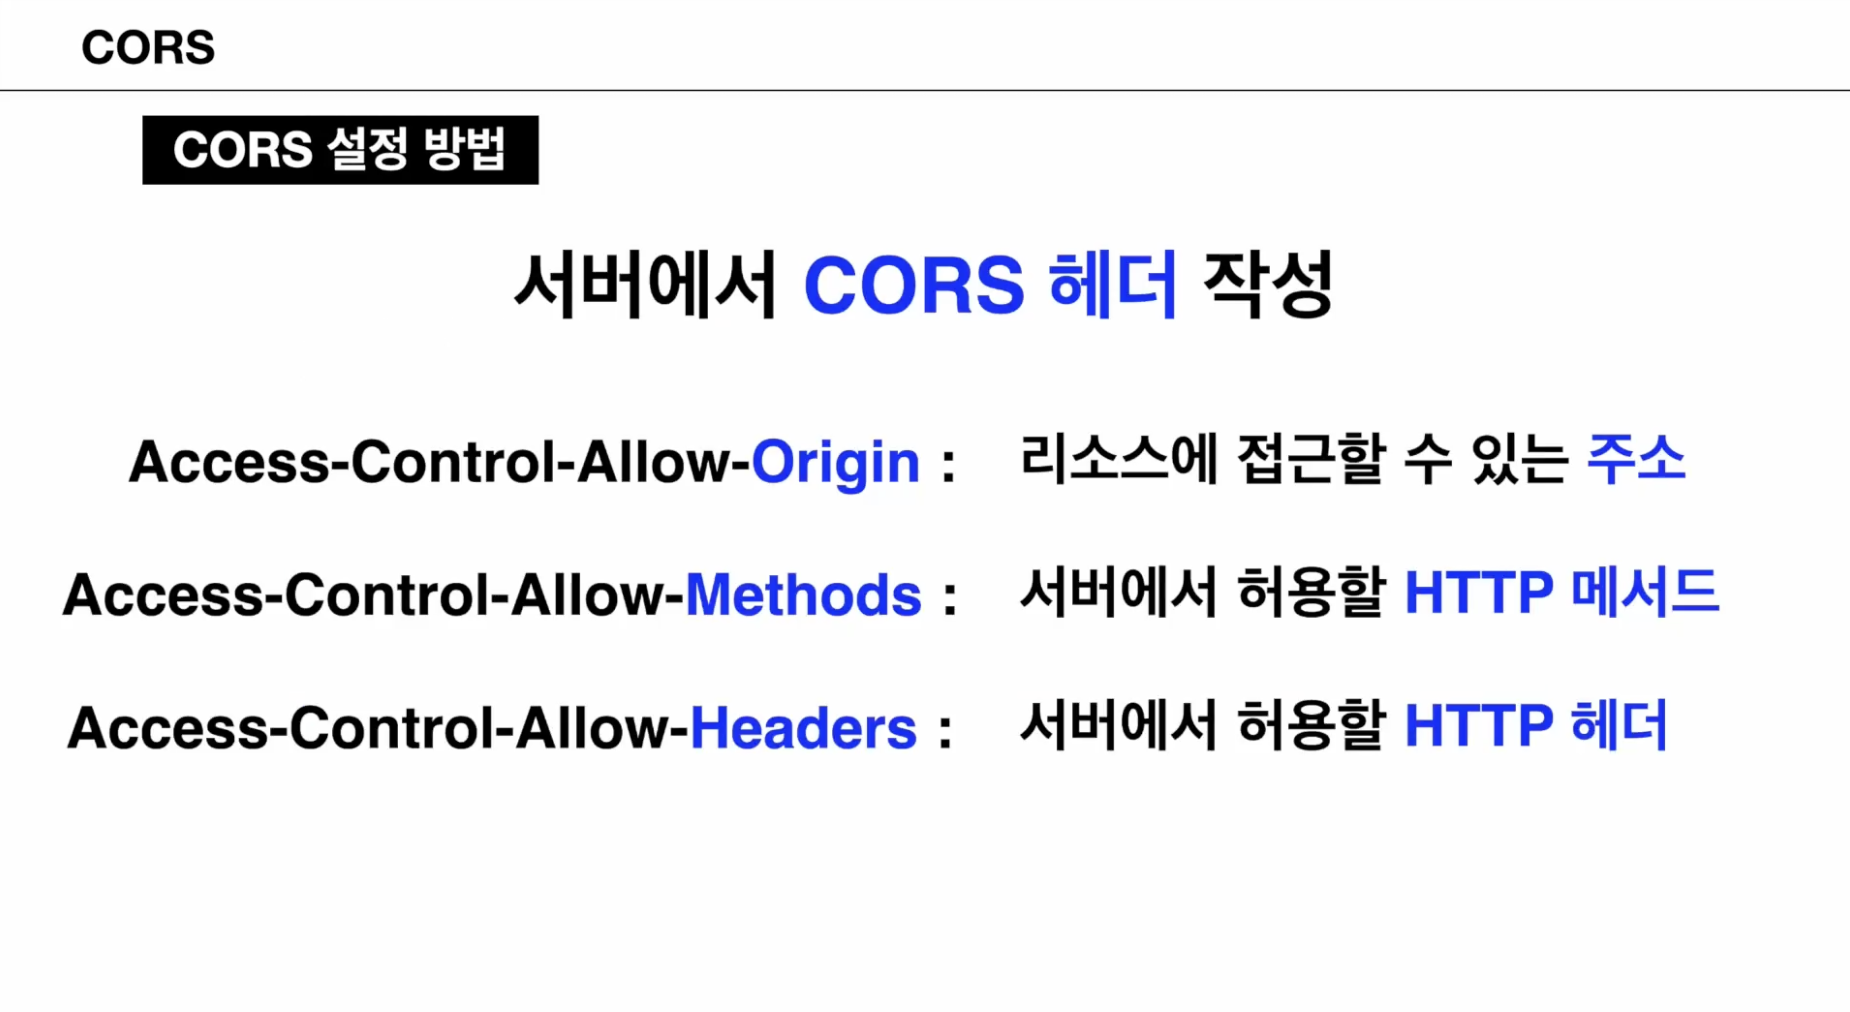 CORS
CORS 설정 방법
서버에서 CORS 헤더 작성
Access-Control-Allow-Origin : 리소스에 접근할 수 있는 주소
Access-Control-Allow-Methods : 서버에서 허용할 HTTP 메서드
Access-Control-Allow-Headers : 서버에서 허용할 HTTP 헤더